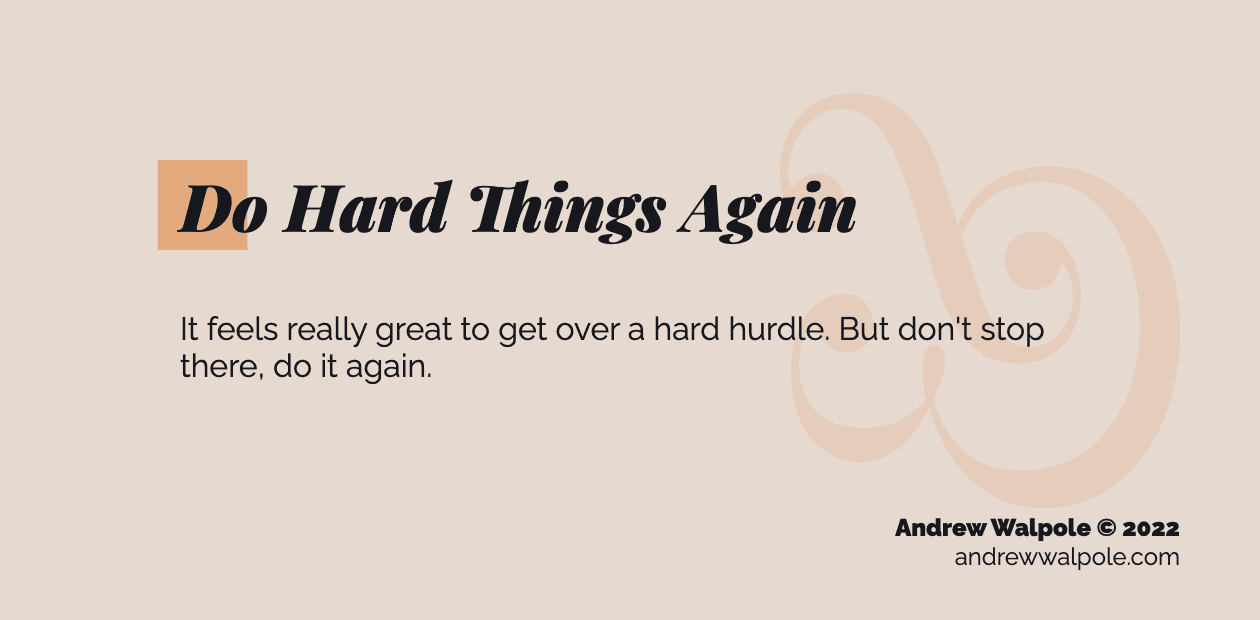 Do Hard Things Again
It feels really great to get over a hard hurdle. But don't stop
there, do it again.
Andrew Walpole © 2022
andrewwalpole.com